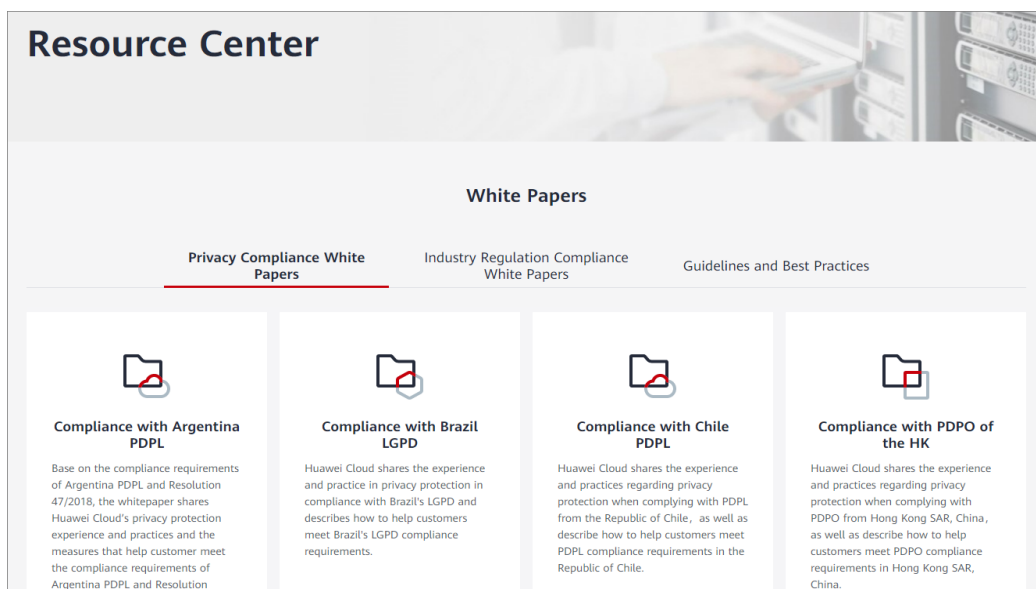 Resource Center
White Papers
Privacy Compliance White
Papers
Industry Regulation Compliance
White Papers
Guidelines and Best Practices
Compliance with Argentina
PDPL
Base on the compliance requirements
of Argentina PDPL and Resolution
47/2018, the whitepaper shares
Huawei Cloud's privacy protection
experience and practices and the
measures that help customer meet
the compliance requirements of
Argentina PDPL and Resolution
Compliance with Brazil
LGPD
Huawei Cloud shares the experience
and practice in privacy protection in
compliance with Brazil's LGPD and
describes how to help customers
meet Brazil's LGPD compliance
requirements.
Compliance with Chile
PDPL
Huawei Cloud shares the experience
and practices regarding privacy
protection when complying with PDPL
from the Republic of Chile，as well as
describe how to help customers meet
PDPL compliance requirements in the
Republic of Chile.
Compliance with PDPO of
the HK
Huawei Cloud shares the experience
and practices regarding privacy
protection when complying with
PDPO from Hong Kong SAR, China，
as well as describe how to help
customers meet PDPO compliance
requirements in Hong Kong SAR,
China.